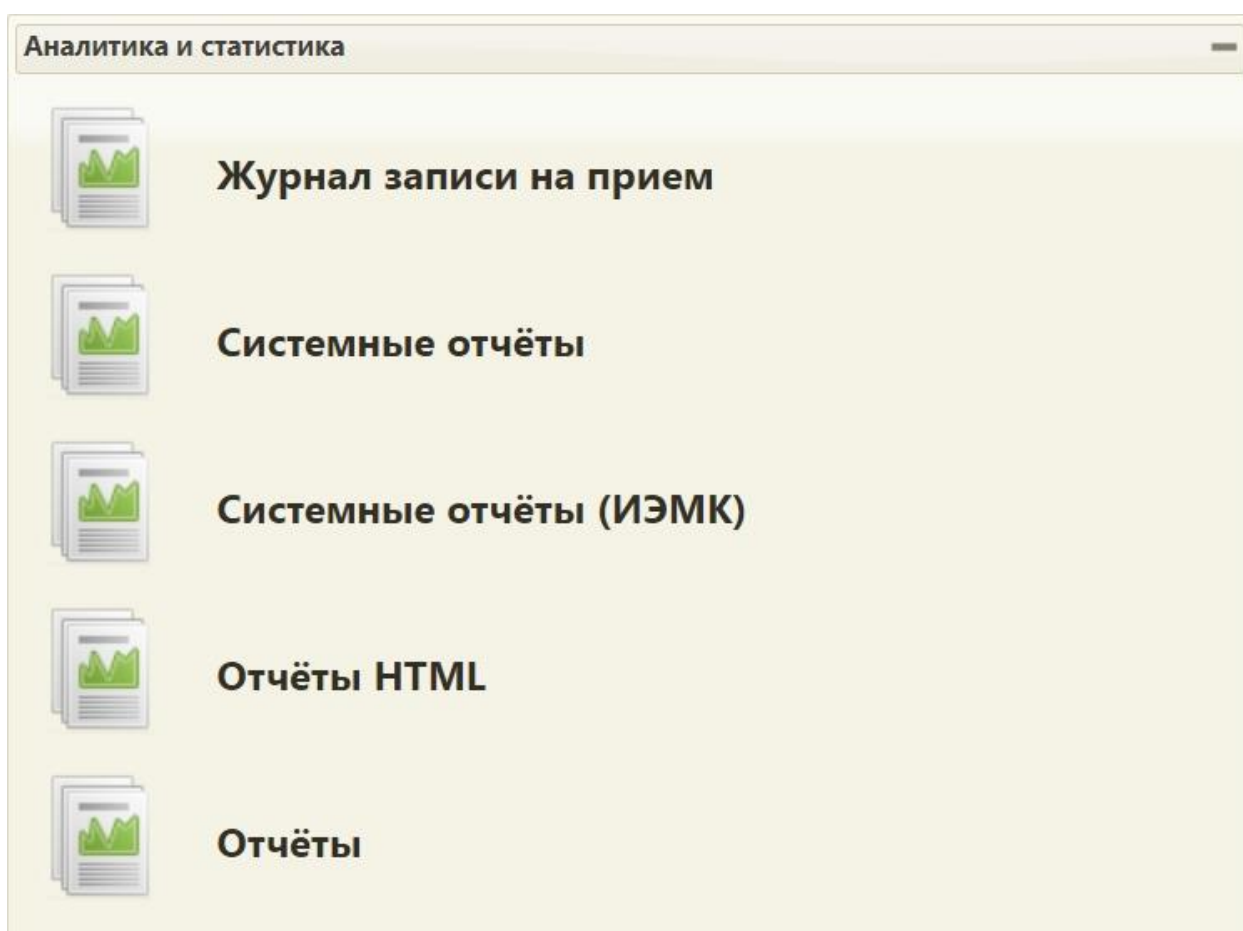 Аналитика и статистика
Журнал записи на прием
Системные отчёты
Системные отчёты (ИЭМК)
Отчёты HTML
Отчёты